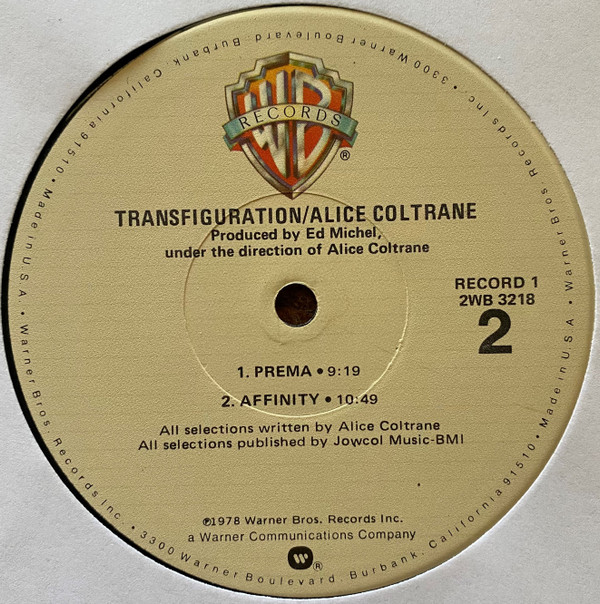 WB
RECORDS
®
TRANSFIGURATION/ALICE COLTRANE
Produced by Ed Michel,
under the direction of Alice Coltrane
RECORD 1
2WB 3218
2
1. PREMA • 9:19
2. AFFINITY • 10:49
All selections written by Alice Coltrane
All selections published by Jowcol Music-BMI
℗1978 Warner Bros. Records Inc.
a Warner Communications Company
W®
Warner Bros. Records Inc. • 3300 Warner Boulevard. Burbank. California 91510 • Made in U.S.A. • Warner Bros. Records Inc. • 3300 Warner Boulevard. Burbank. California 91510 • Made in U.S.A. •